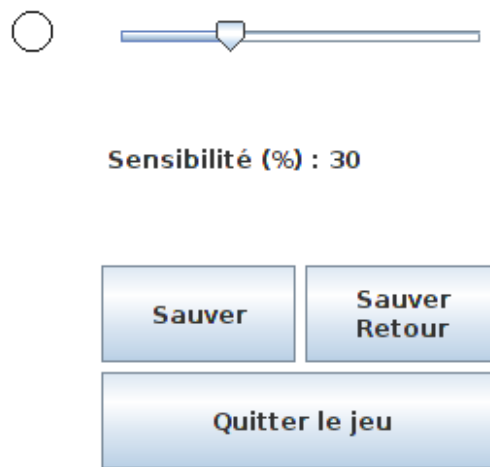 Sensibilité (%) : 30
Sauver
Sauver
Retour
Quitter le jeu